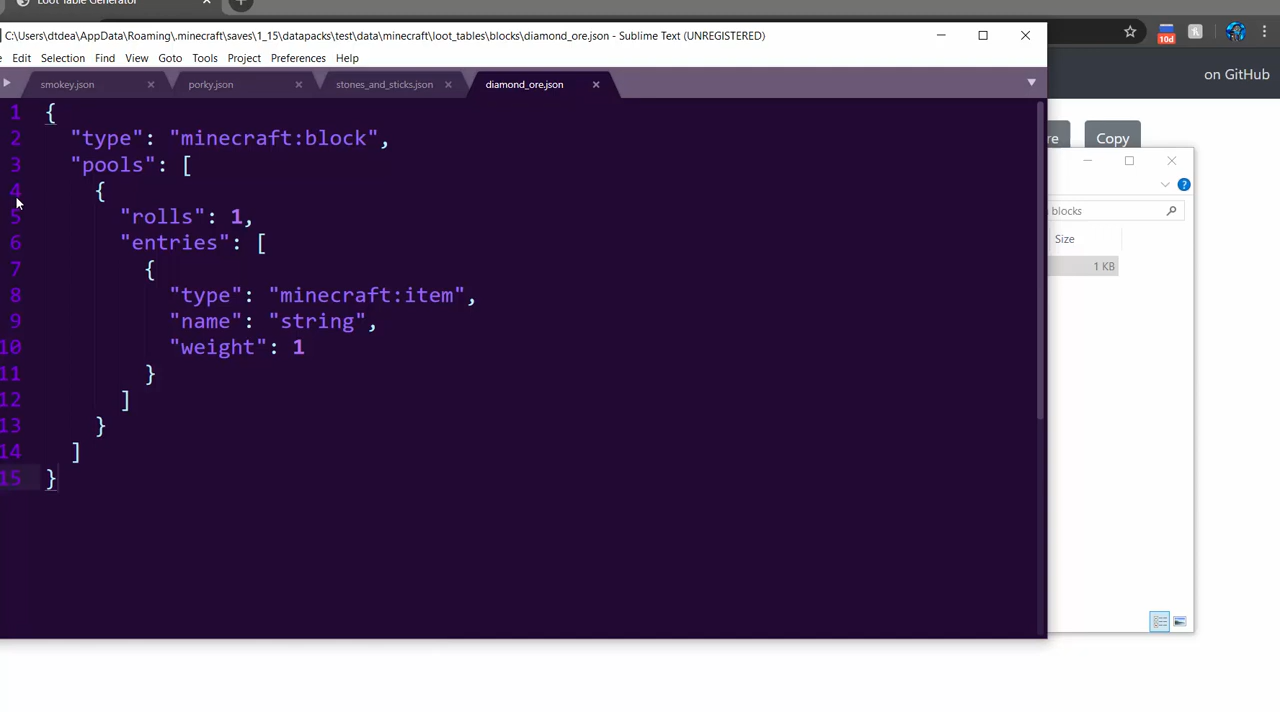 Loot Table Generator
C:\Users\dtdea\AppData\Roaming\.minecraft\saves\1_15\datapacks\test\data\minecraft\loot_tables\blocks\diamond_ore.json - Sublime Text (UNREGISTERED)
10d
Edit Selection Find View Goto Tools Project Preferences Help
on GitHub
smokey.json porky.json stones_and_sticks.json diamond_ore.json
1 {
2 "type": "minecraft:block",
3 "pools": [
4 {
5 "rolls": 1,
6 "entries": [
7 {
8 "type": "minecraft:item",
9 "name": "string",
10 "weight": 1
11 }
12 ]
13 }
14 ]
15 }
re Copy
blocks
Size
1 KB